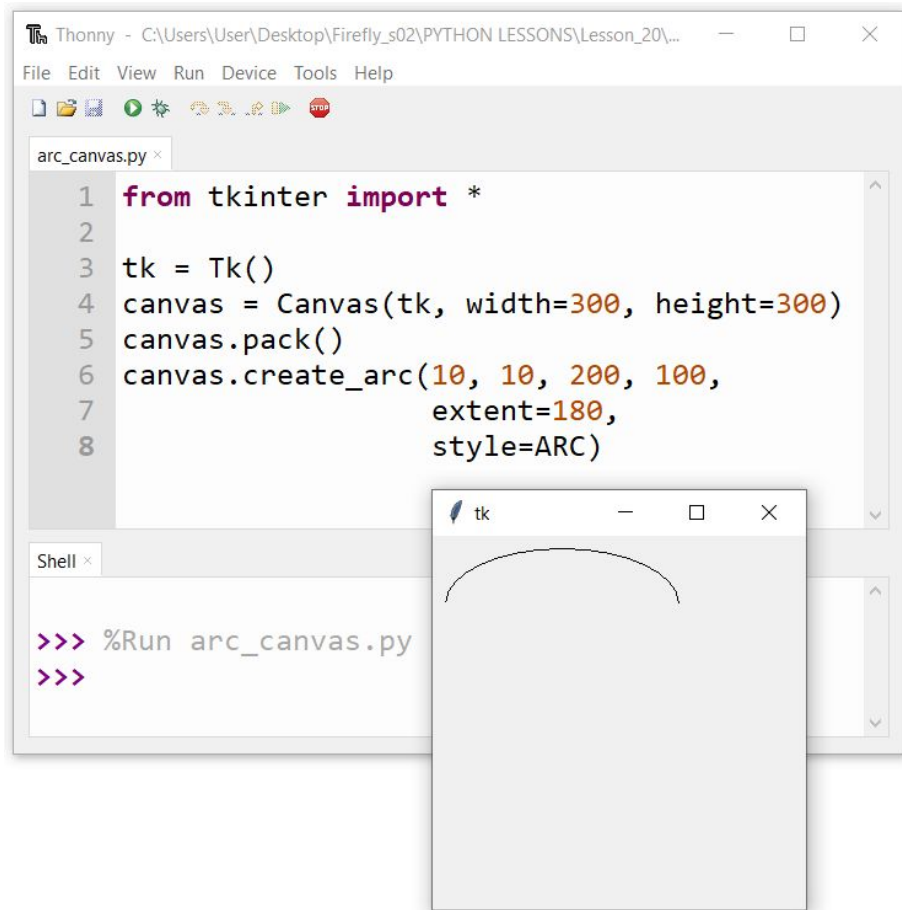 Th Thonny - C:\Users\User\Desktop\Firefly_s02\PYTHON LESSONS\Lesson_20\...
File Edit View Run Device Tools Help
STOP
arc_canvas.py
1 from tkinter import *
2
3 tk = Tk()
4 canvas = Canvas(tk, width=300, height=300)
5 canvas.pack()
6 canvas.create_arc(10, 10, 200, 100,
7 extent=180,
8 style=ARC)
tk
Shell
>>> %Run arc_canvas.py
>>>